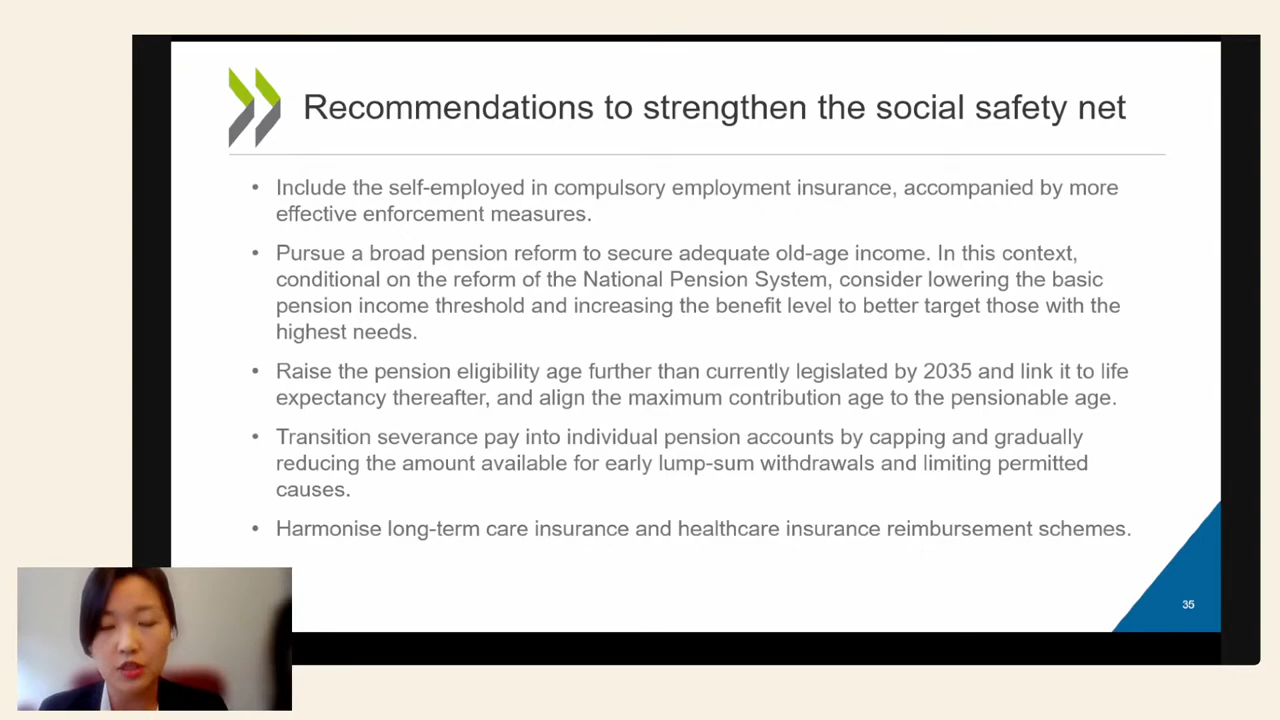 Recommendations to strengthen the social safety net
• Include the self-employed in compulsory employment insurance, accompanied by more
effective enforcement measures.
• Pursue a broad pension reform to secure adequate old-age income. In this context,
conditional on the reform of the National Pension System, consider lowering the basic
pension income threshold and increasing the benefit level to better target those with the
highest needs.
• Raise the pension eligibility age further than currently legislated by 2035 and link it to life
expectancy thereafter, and align the maximum contribution age to the pensionable age.
• Transition severance pay into individual pension accounts by capping and gradually
reducing the amount available for early lump-sum withdrawals and limiting permitted
causes.
• Harmonise long-term care insurance and healthcare insurance reimbursement schemes.
35